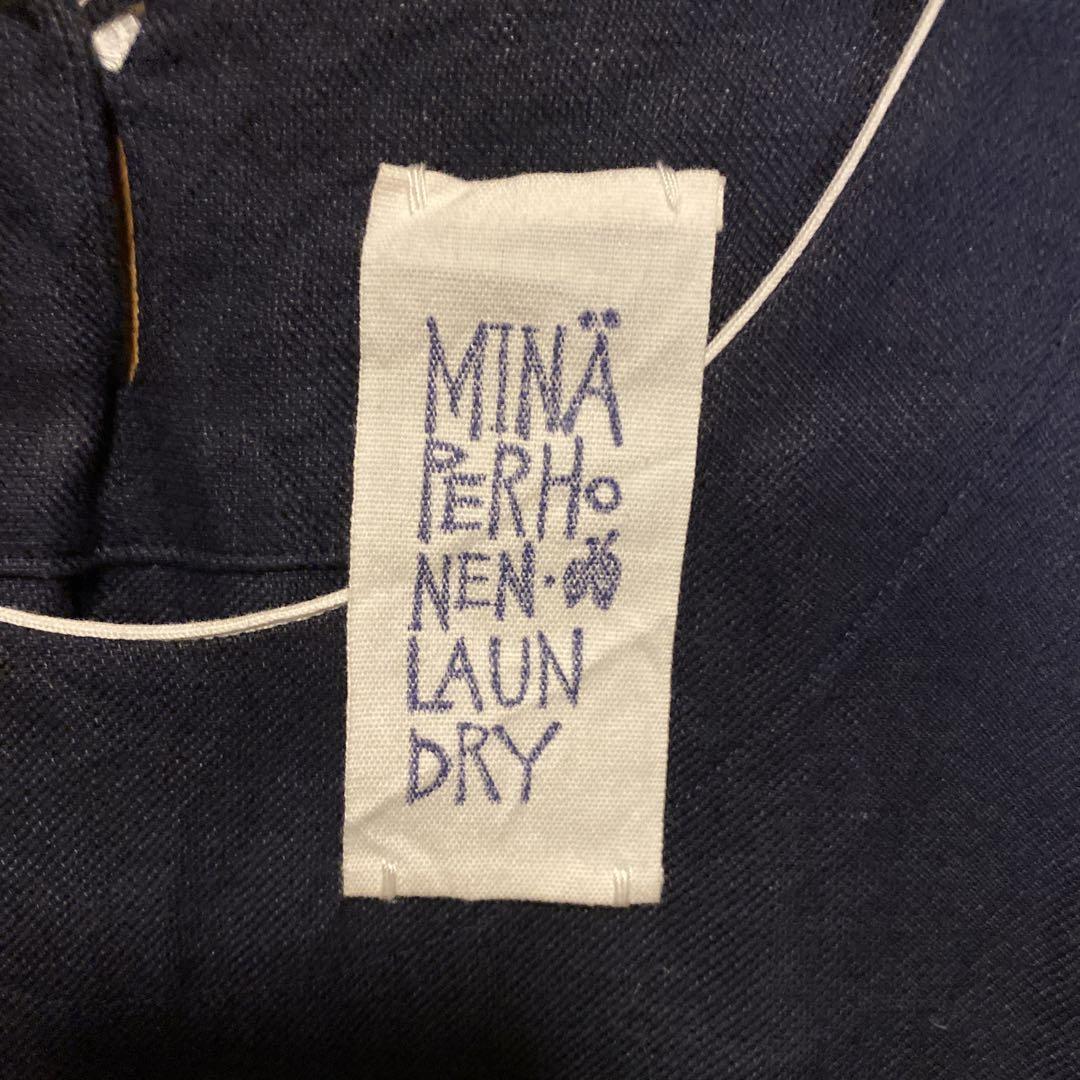 MINÄ
PERHO
NEN·
LAUN
DRY